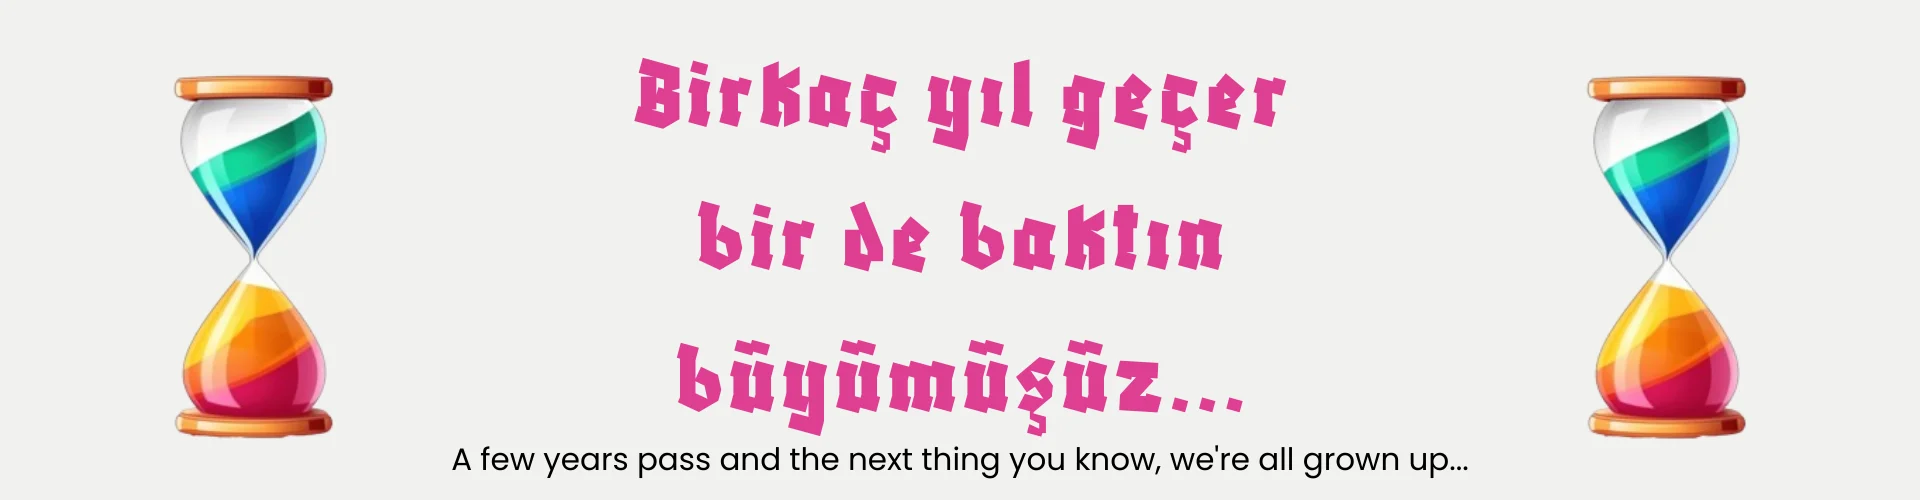 Birkaç yıl geçer
bir de baktın
büyümüşüz...
A few years pass and the next thing you know, we're all grown up...